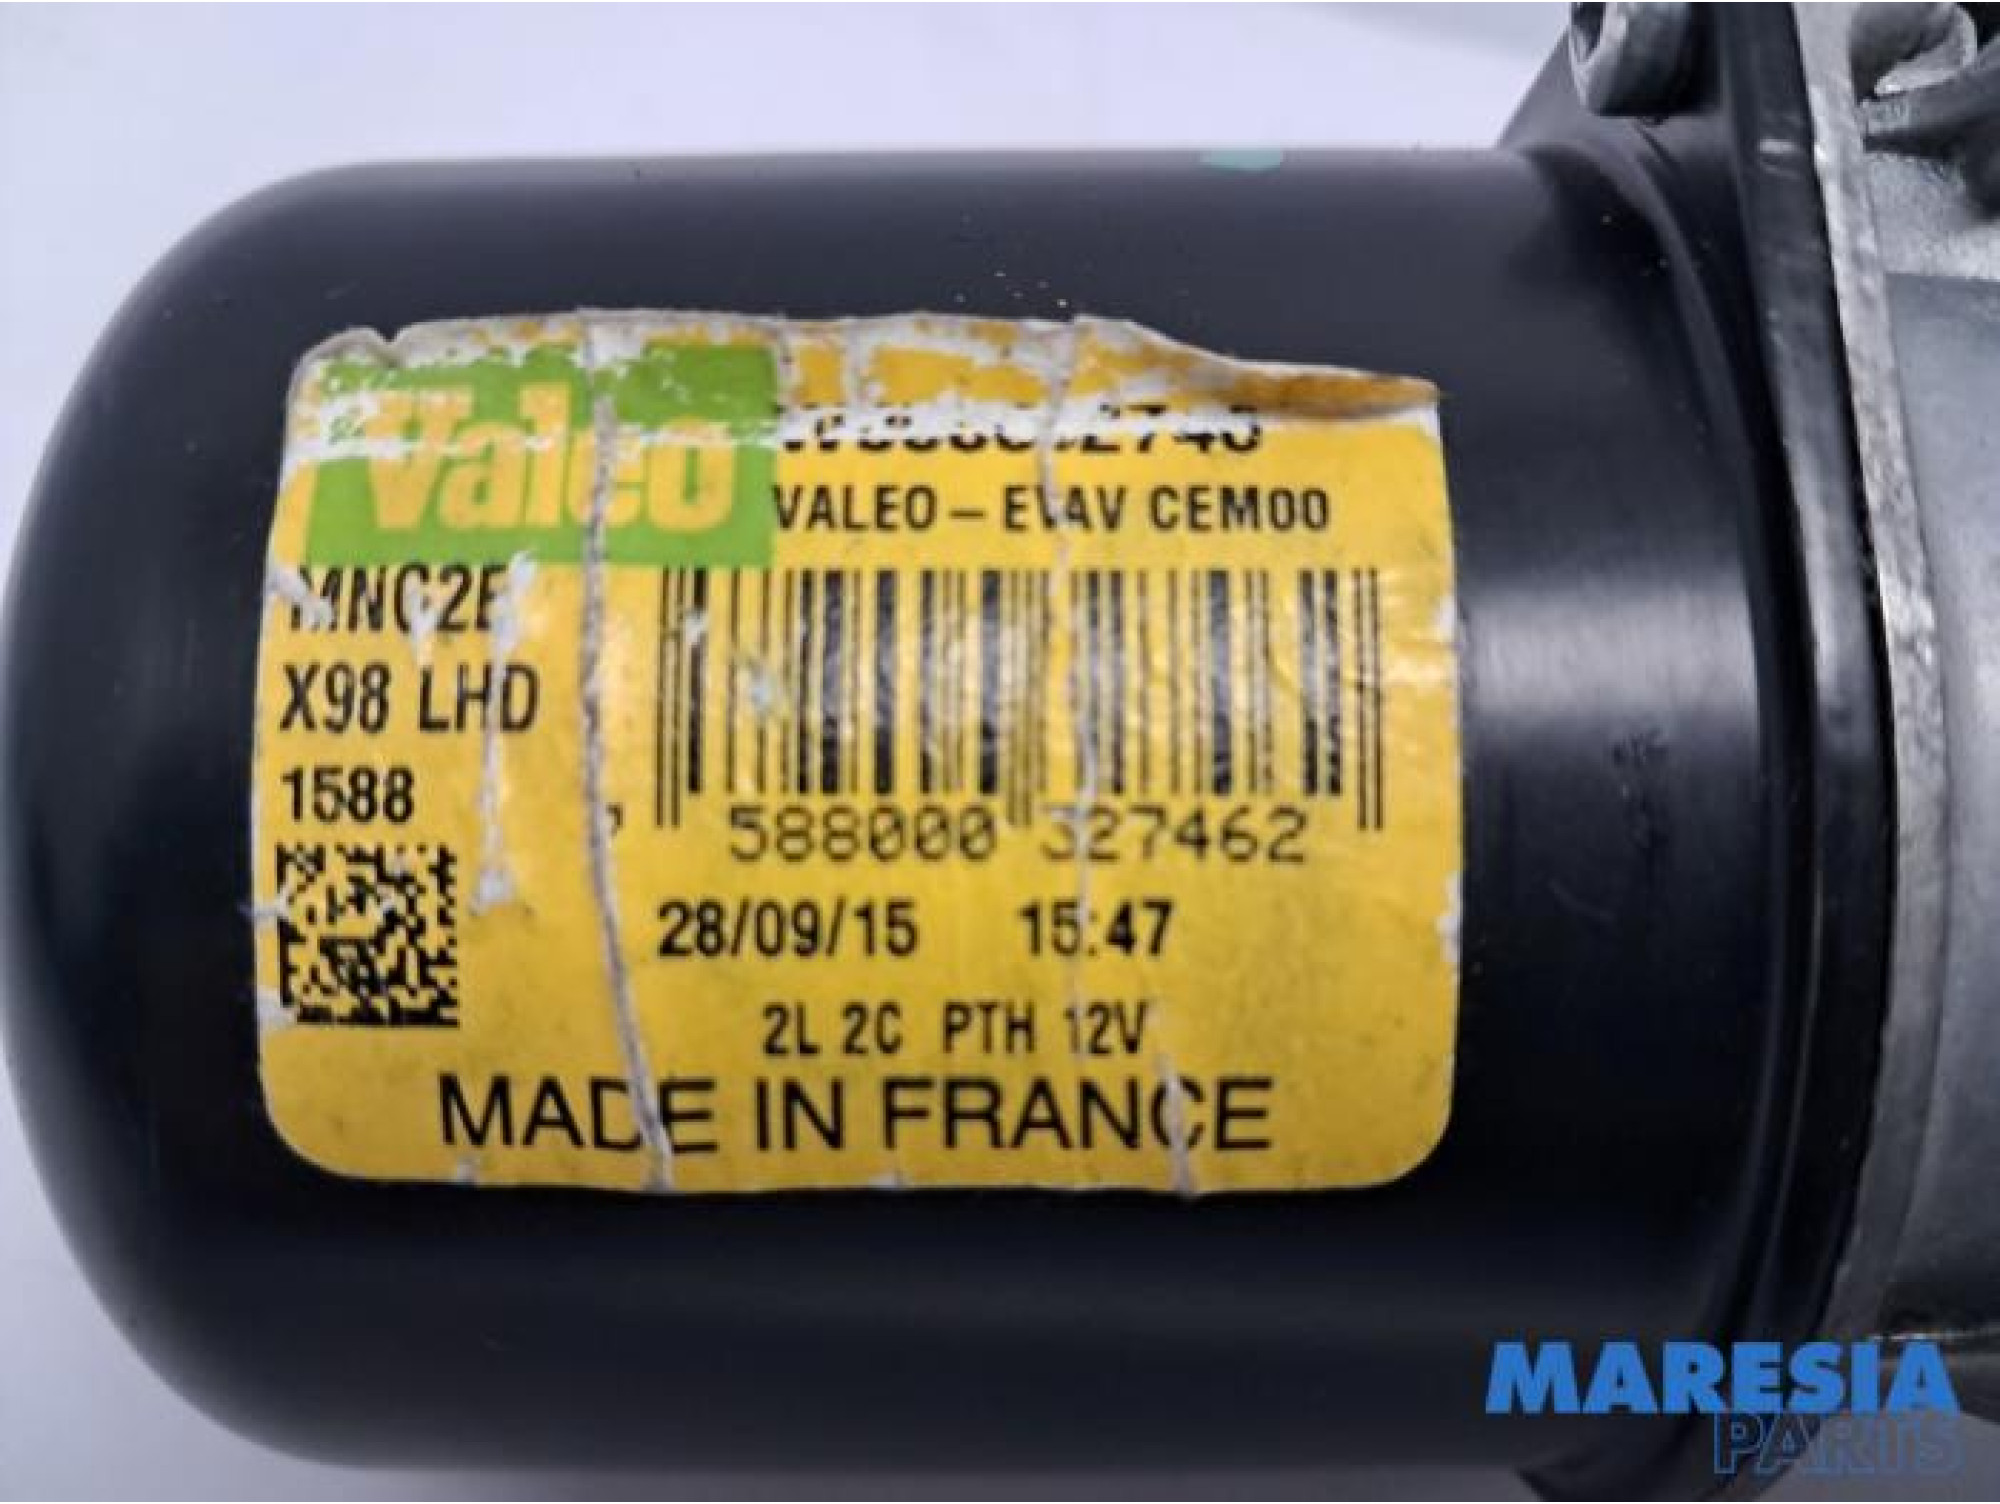 Valeo
VALEO - EVAV CEM00
MNC2E
X98 LHD
1588
588000 327462
28/09/15 15:47
2L 2C PTH 12V
MADE IN FRANCE
MARESIA
PARTS